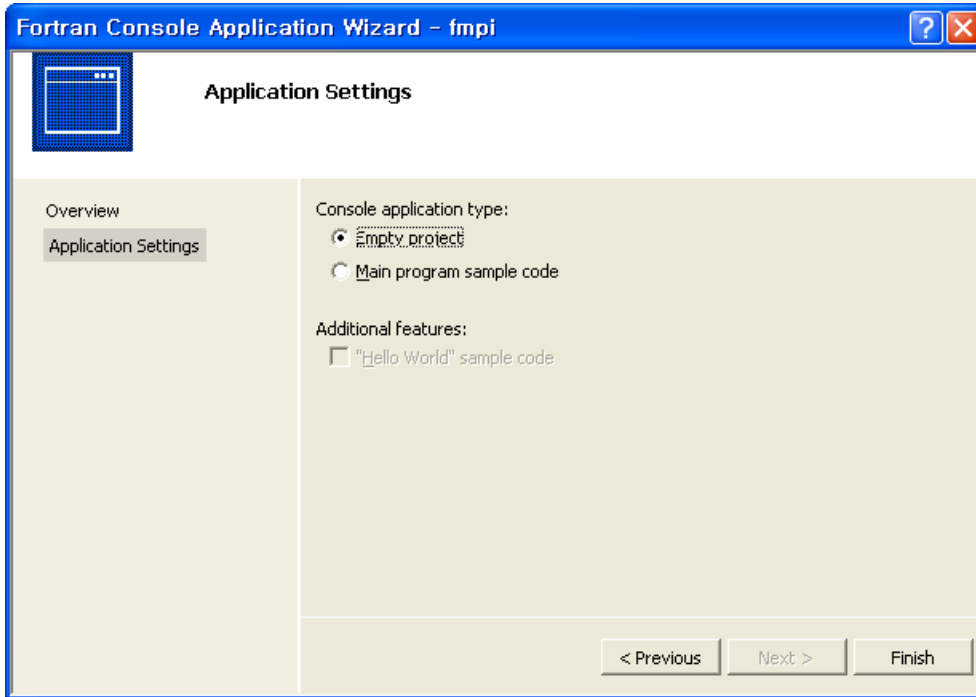 Fortran Console Application Wizard - fmpi
Application Settings
Overview
Application Settings
Console application type:
Empty project
Main program sample code
Additional features:
"Hello World" sample code
< Previous
Next >
Finish